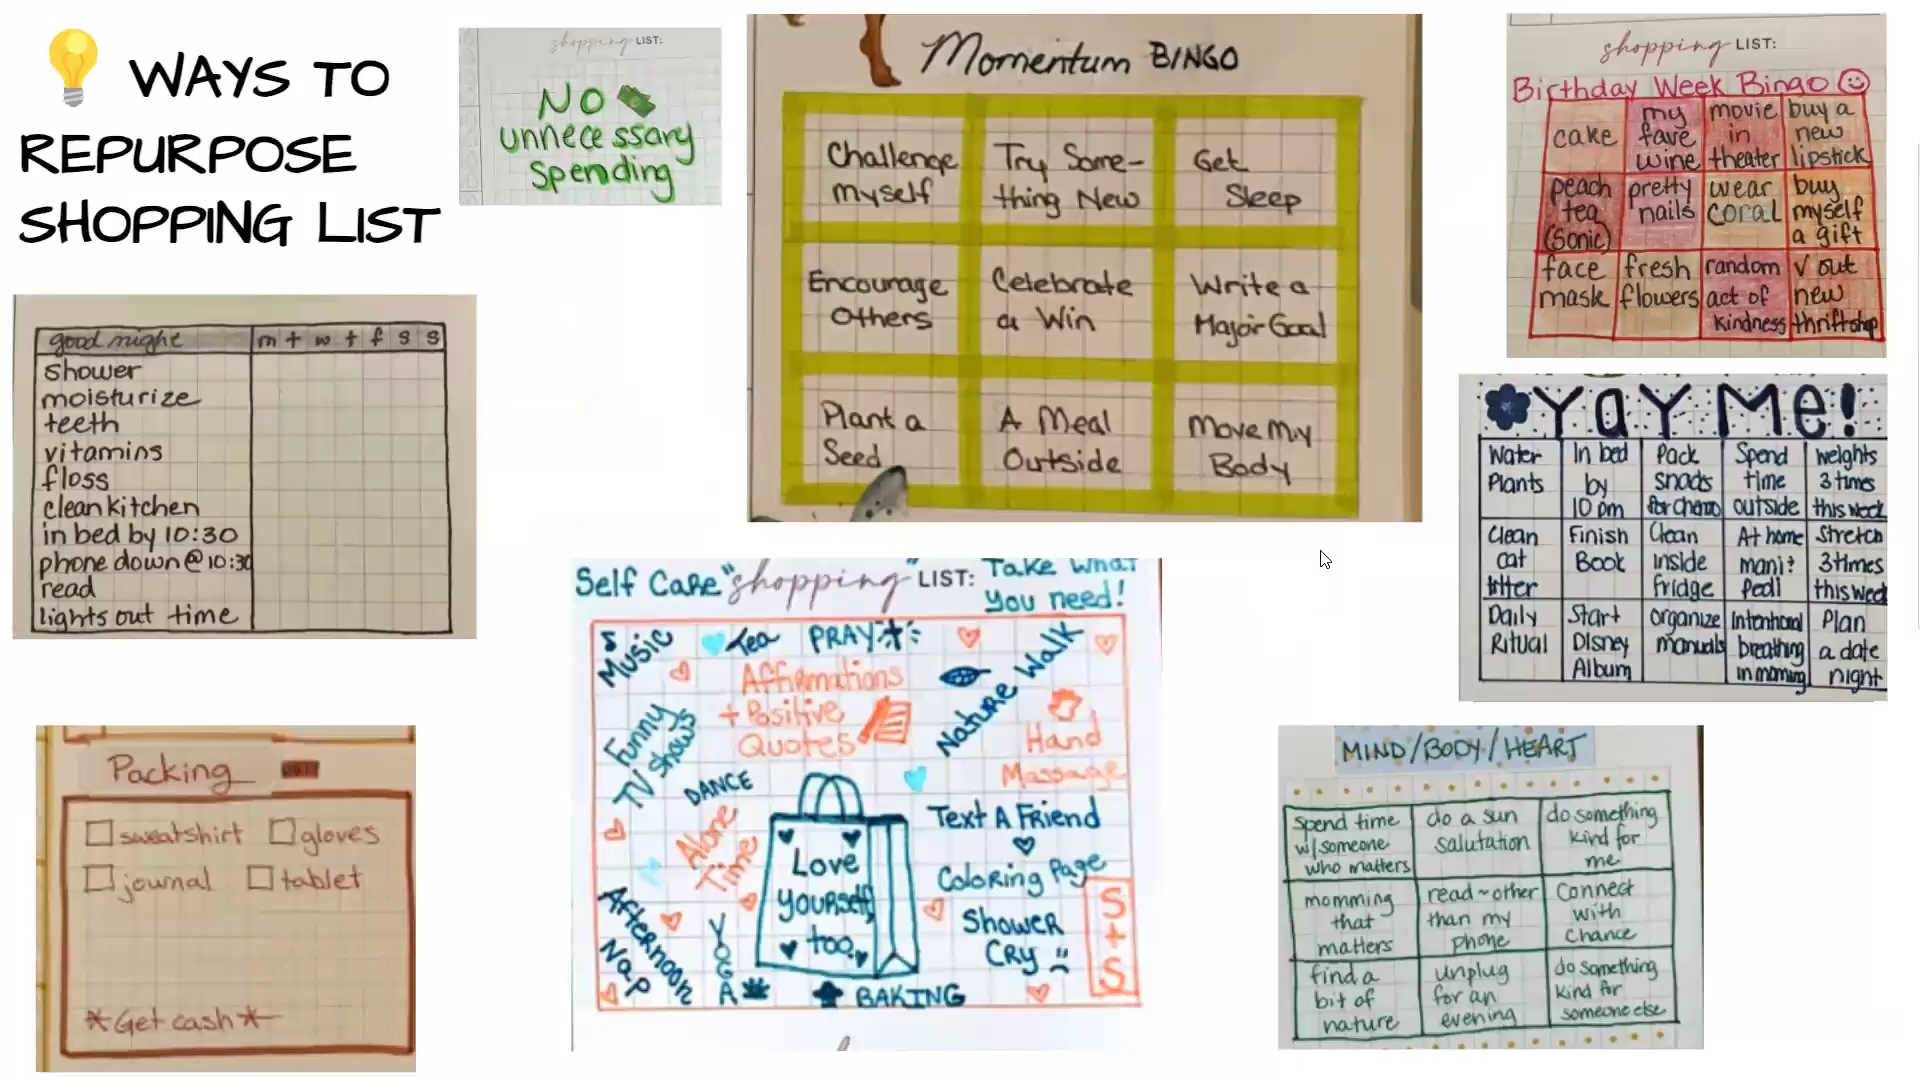 WAYS TO
REPURPOSE
SHOPPING LIST
shopping LIST:
NO
unnecessary
spending
Momentum BINGO
Challenge
myself
Try Some-
thing New
Get
Sleep
Encourage
Others
Celebrate
a Win
Write a
Major Goal
Plant a
Seed
A Meal
Outside
Move My
Body
shopping LIST:
Birthday Week Bingo
cake
my
fave
wine
movie
in
theater
buy a
new
lipstick
peach
tea
(sonic)
pretty
nails
wear
coral
buy
myself
a gift
face
mask
fresh
flowers
random
act of
kindness
✓ out
new
thrift shop
good night
m t w t f s s
shower
moisturize
teeth
vitamins
floss
clean kitchen
in bed by 10:30
phone down @ 10:30
read
lights out time
Yay Me!
Water
Plants
In bed
by
10 pm
Pack
snacks
for
Spend
time
outside
weights
3 times
this week
Clean
cat
litter
Finish
Book
Clean
inside
fridge
At home
mani?
pedi
Stretch
3 times
this week
Daily
Ritual
Start
Disney
Album
organize
manuals
Intentional
breathing
in morning
Plan
a date
night
Self Care "shopping" LIST: Take what
you need!
Music
Tea
PRAY
Nature Walk
Affirmations
+ Positive
Quotes
Funny
TV Shows
Hand
Massage
DANCE
Alone
Time
Love
yourself,
too
Text A Friend
Coloring Page
Shower
Cry
S+S
Afternoon
Nap
YOGA
BAKING
Packing
sweatshirt
gloves
journal
tablet
*Get cash*
MIND/BODY/HEART
spend time
w/someone
who matters
do a sun
salutation
do something
kind for
me
momming
that
matters
read ~ other
than my
phone
Connect
with
Chance
find a
bit of
nature
unplug
for an
evening
do something
kind for
someone else